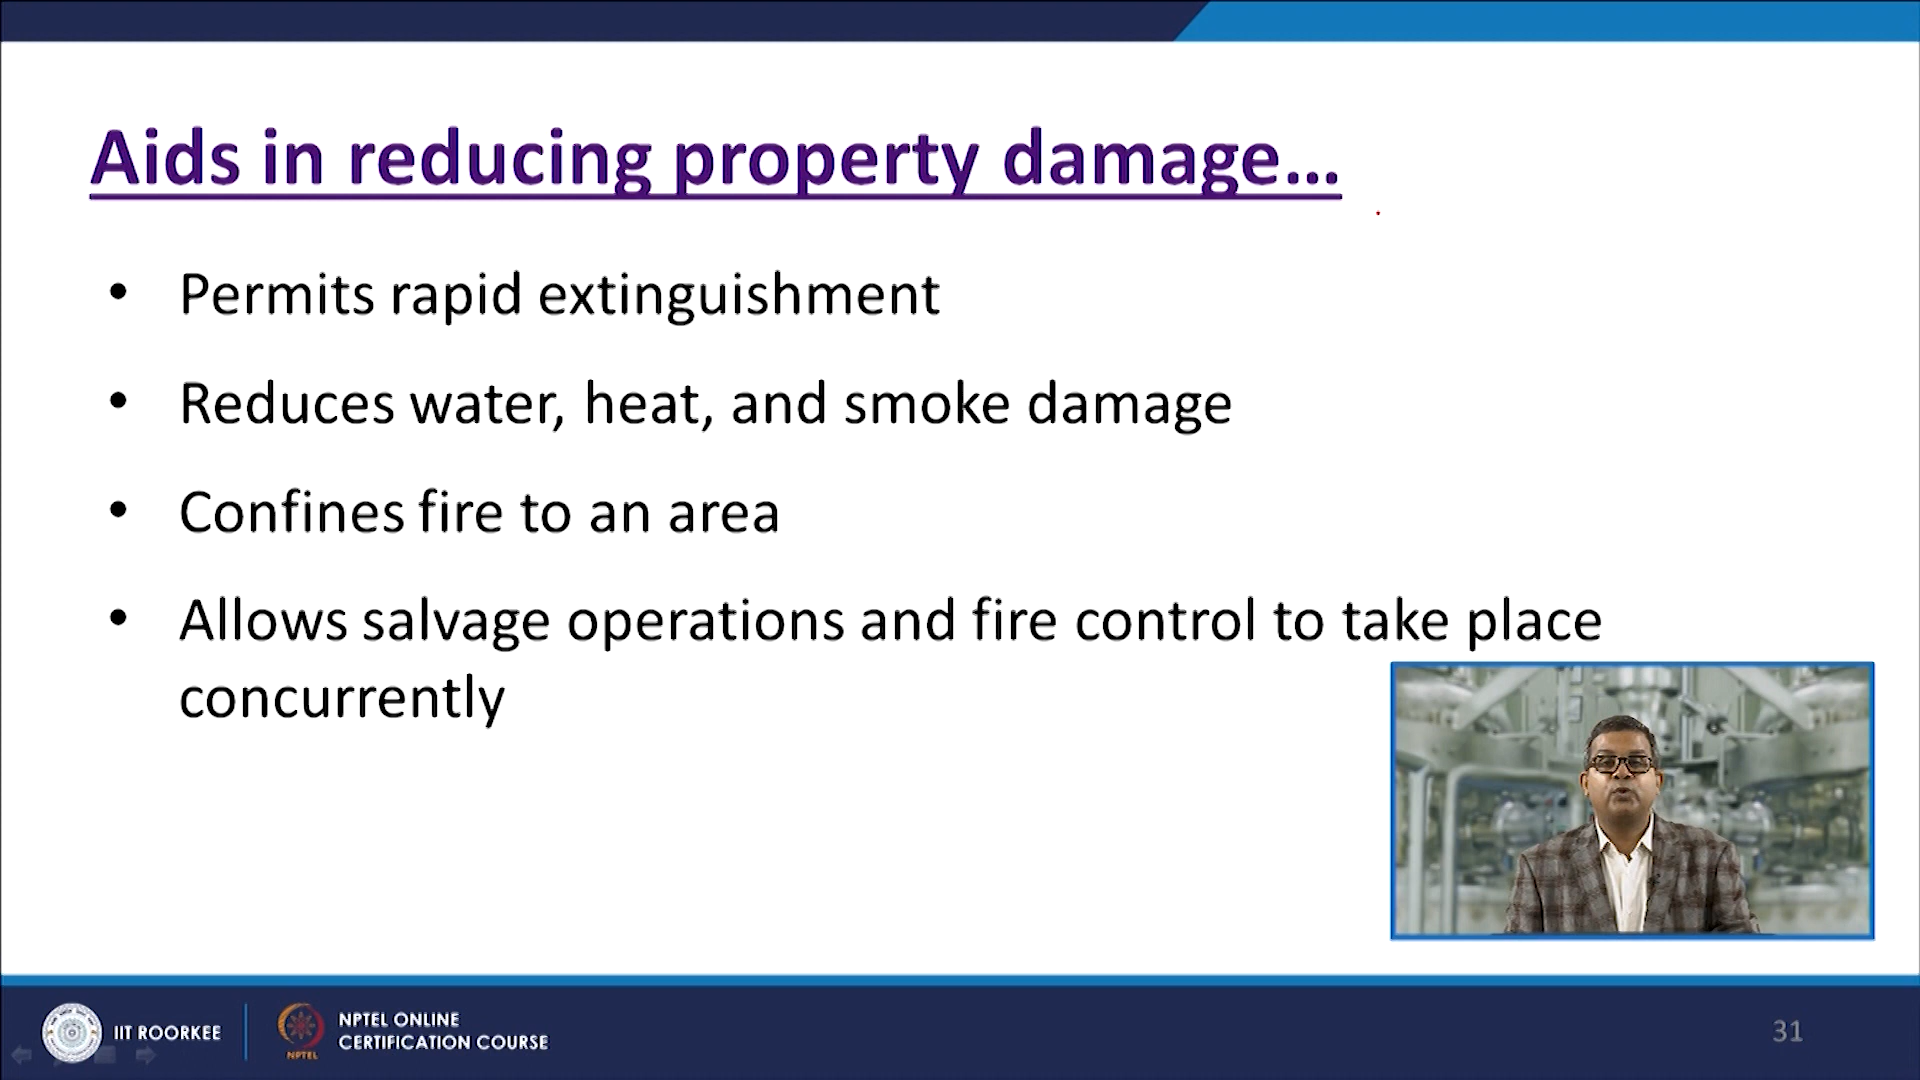 Aids in reducing property damage...
• Permits rapid extinguishment
• Reduces water, heat, and smoke damage
• Confines fire to an area
• Allows salvage operations and fire control to take place
concurrently
IIT ROORKEE
NPTEL
NPTEL ONLINE
CERTIFICATION COURSE
31